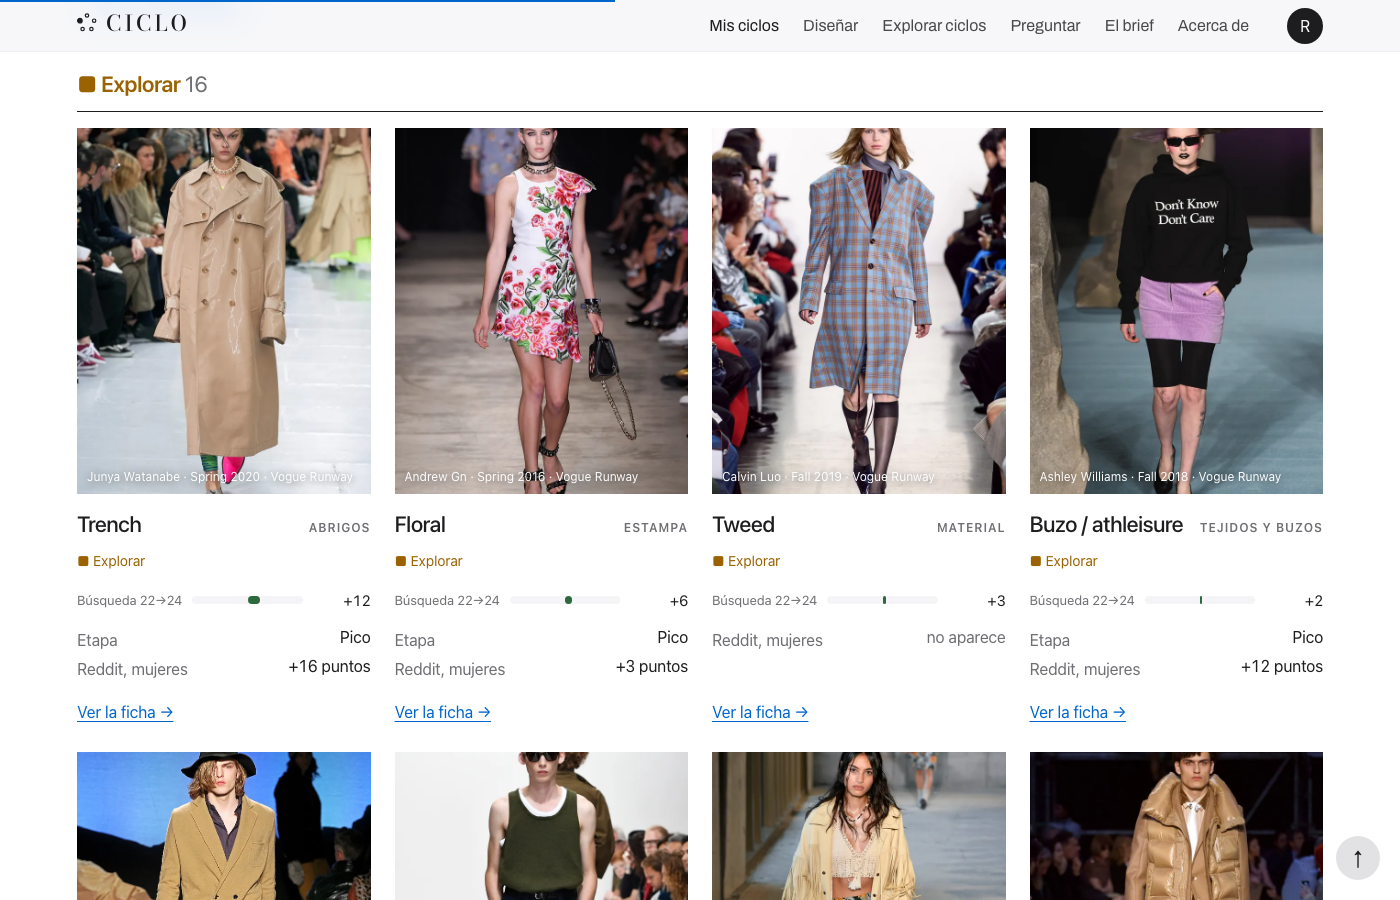 CICLO
Mis ciclos Diseñar Explorar ciclos Preguntar El brief Acerca de R
Explorar 16
Don't Know
Don't Care
Junya Watanabe · Spring 2020 · Vogue Runway
Andrew Gn · Spring 2016 · Vogue Runway
Calvin Luo · Fall 2019 · Vogue Runway
Ashley Williams · Fall 2018 · Vogue Runway
Trench ABRIGOS
Explorar
Búsqueda 22→24 +12
Etapa Pico
Reddit, mujeres +16 puntos
Ver la ficha →
Floral ESTAMPA
Explorar
Búsqueda 22→24 +6
Etapa Pico
Reddit, mujeres +3 puntos
Ver la ficha →
Tweed MATERIAL
Explorar
Búsqueda 22→24 +3
Reddit, mujeres no aparece
Ver la ficha →
Buzo / athleisure TEJIDOS Y BUZOS
Explorar
Búsqueda 22→24 +2
Etapa Pico
Reddit, mujeres +12 puntos
Ver la ficha →
↑